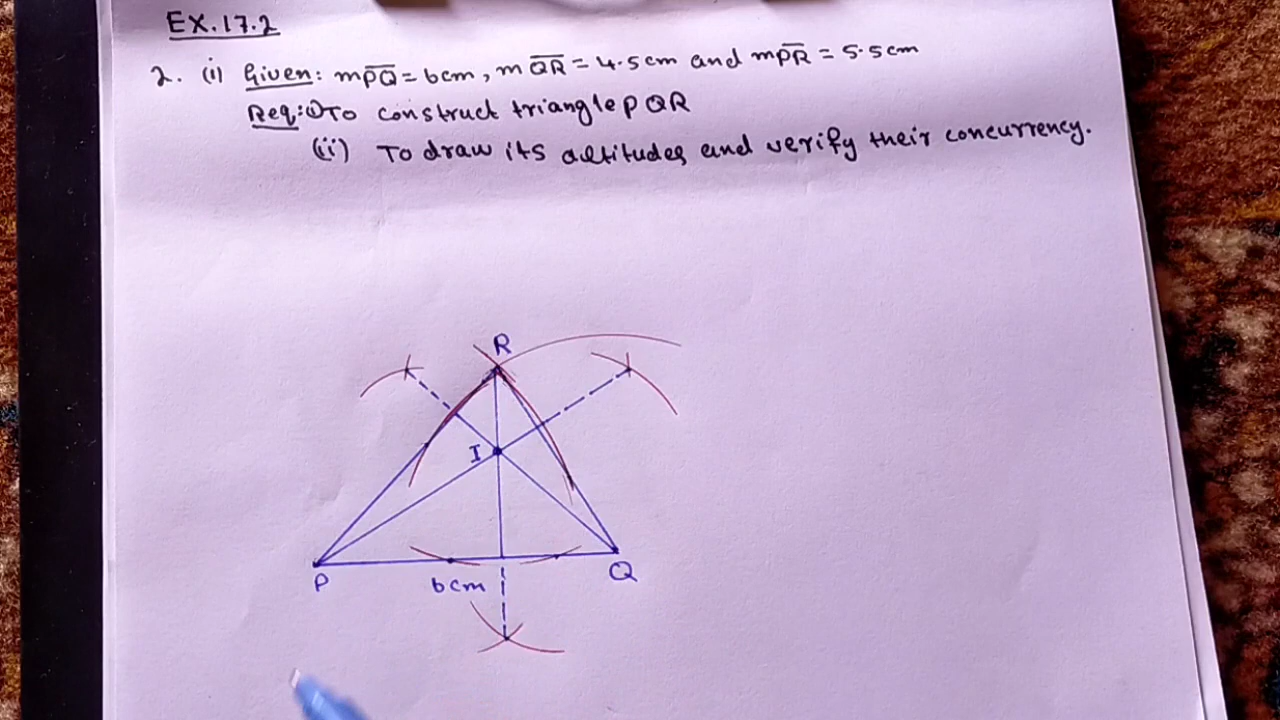 EX.17.2
2. (i) Given: mPQ = 6cm, m QR = 4.5cm and mPR = 5.5cm
Req:(i) To construct triangle PQR
(ii) To draw its altitudes and verify their concurrency.
R
I
P
6cm
Q